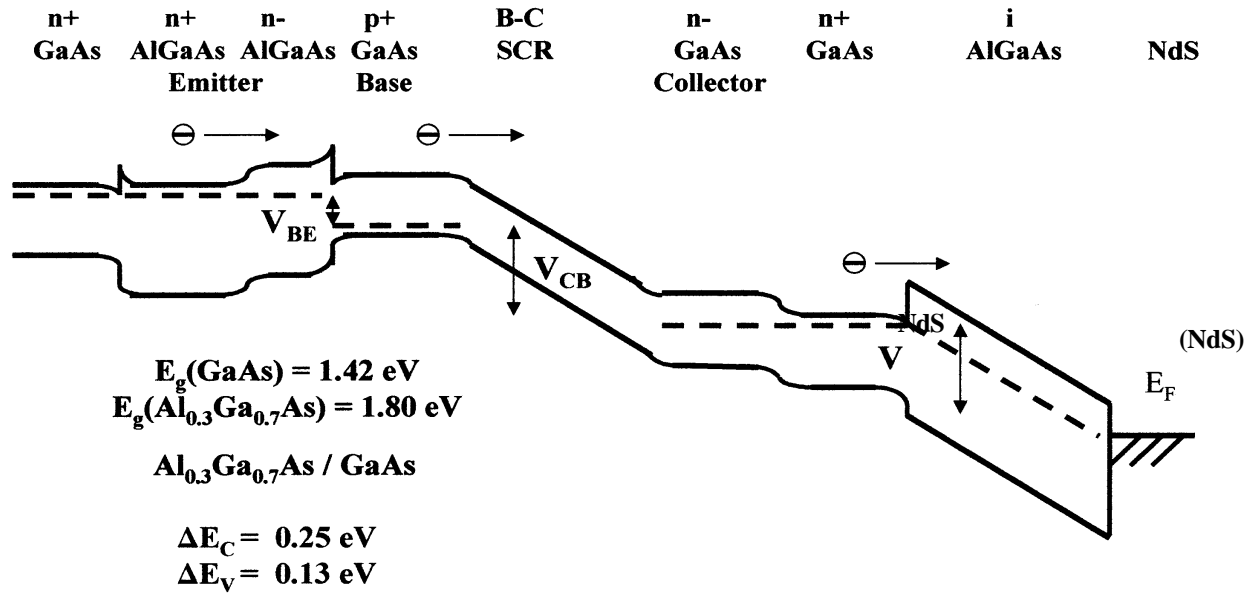 n+ n+ n- p+ B-C n- n+ i
GaAs AlGaAs AlGaAs GaAs SCR GaAs GaAs AlGaAs NdS
Emitter Base Collector
V_BE
V_CB
NdS
V
(NdS)
E_F
E_g(GaAs) = 1.42 eV
E_g(Al_0.3Ga_0.7As) = 1.80 eV
Al_0.3Ga_0.7As / GaAs
ΔE_C = 0.25 eV
ΔE_V = 0.13 eV